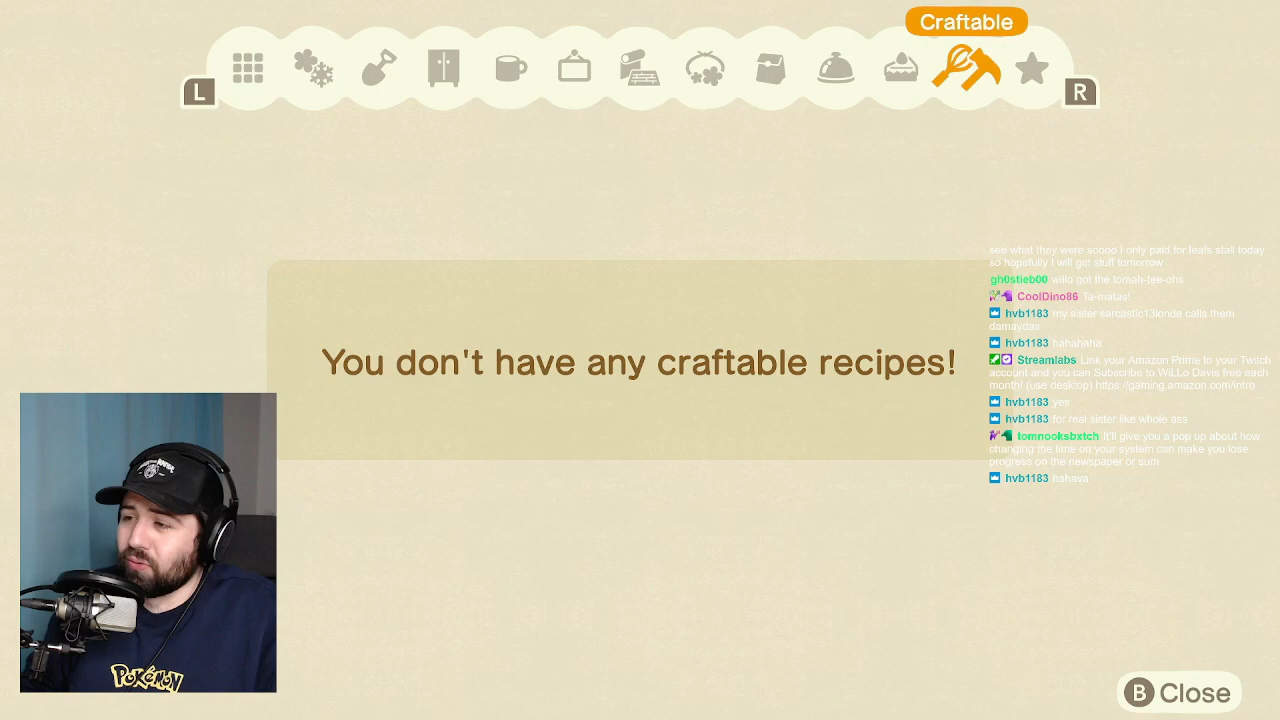 Craftable
L
R
see what they were soooo I only paid for leafs stall today
so hopefully I will get stuff tomorrow
gh0stieb00 willo got the tomah-tee-ohs
CoolDino86 Ta-matas!
hvb1183 my sister sarcastic13londe calls them
damaydas
hvb1183 hahahaha
You don't have any craftable recipes!
Streamlabs Link your Amazon Prime to your Twitch
account and you can Subscribe to WiLLo Davis free each
month! (use desktop) https://gaming.amazon.com/intro
hvb1183 yes
hvb1183 for real sister like whole ass
tomnooksbxtch It'll give you a pop up about how
changing the time on your system can make you lose
progress on the newspaper or sum
hvb1183 hahava
POKéMON
B Close